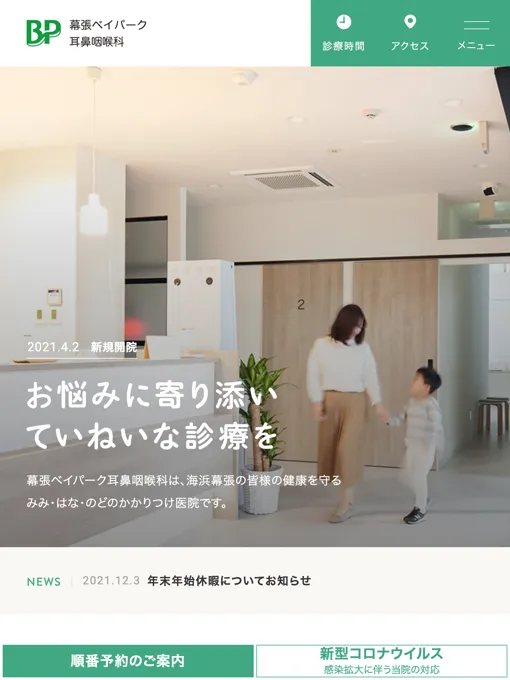 BP
幕張ベイパーク
耳鼻咽喉科
診療時間
アクセス
メニュー
2
2021.4.2 新規開院
お悩みに寄り添い
ていねいな診療を
幕張ベイパーク耳鼻咽喉科は、海浜幕張の皆様の健康を守る
みみ・はな・のどのかかりつけ医院です。
NEWS 2021.12.3 年末年始休暇についてお知らせ
順番予約のご案内
新型コロナウイルス
感染拡大に伴う当院の対応